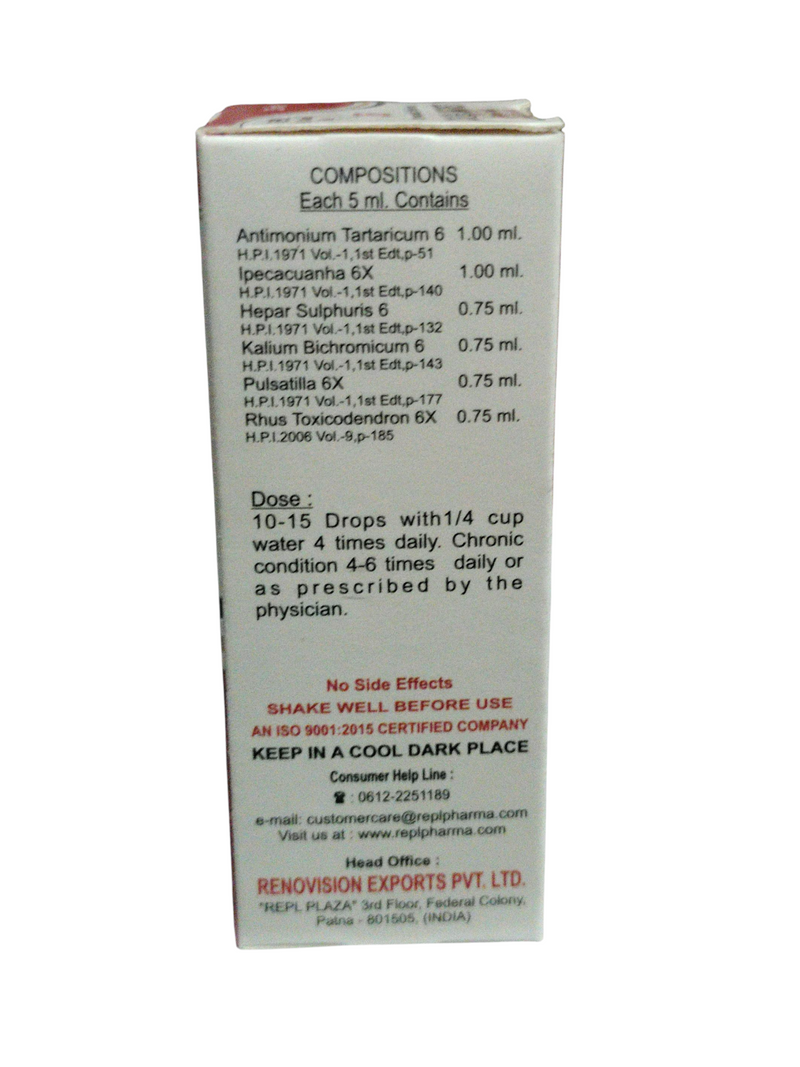 COMPOSITIONS
Each 5 ml. Contains
Antimonium Tartaricum 6 1.00 ml.
H.P.I.1971 Vol.-1,1st Edt,p-51
Ipecacuanha 6X 1.00 ml.
H.P.I.1971 Vol.-1,1st Edt,p-140
Hepar Sulphuris 6 0.75 ml.
H.P.I.1971 Vol.-1,1st Edt,p-132
Kalium Bichromicum 6 0.75 ml.
H.P.I.1971 Vol.-1,1st Edt,p-143
Pulsatilla 6X 0.75 ml.
H.P.I.1971 Vol.-1,1st Edt,p-177
Rhus Toxicodendron 6X 0.75 ml.
H.P.I.2006 Vol.-9,p-185
Dose :
10-15 Drops with1/4 cup
water 4 times daily. Chronic
condition 4-6 times daily or
as prescribed by the
physician.
No Side Effects
SHAKE WELL BEFORE USE
AN ISO 9001:2015 CERTIFIED COMPANY
KEEP IN A COOL DARK PLACE
Consumer Help Line :
☎ : 0612-2251189
e-mail: customercare@replpharma.com
Visit us at : www.replpharma.com
Head Office :
RENOVISION EXPORTS PVT. LTD.
"REPL PLAZA" 3rd Floor, Federal Colony,
Patna - 801505, (INDIA)